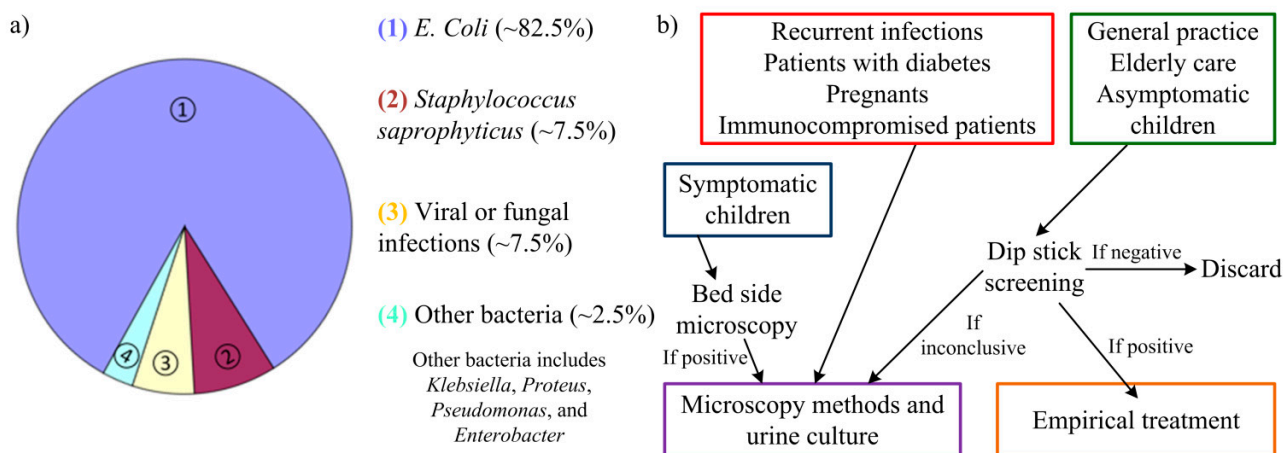 a)
①
②
③
④
(1) E. Coli (~82.5%)
(2) Staphylococcus
saprophyticus (~7.5%)
(3) Viral or fungal
infections (~7.5%)
(4) Other bacteria (~2.5%)
Other bacteria includes
Klebsiella, Proteus,
Pseudomonas, and
Enterobacter
b)
Recurrent infections
Patients with diabetes
Pregnants
Immunocompromised patients
General practice
Elderly care
Asymptomatic
children
Symptomatic
children
Bed side
microscopy
If positive
Dip stick
screening
If negative
Discard
If
inconclusive
If positive
Microscopy methods and
urine culture
Empirical treatment